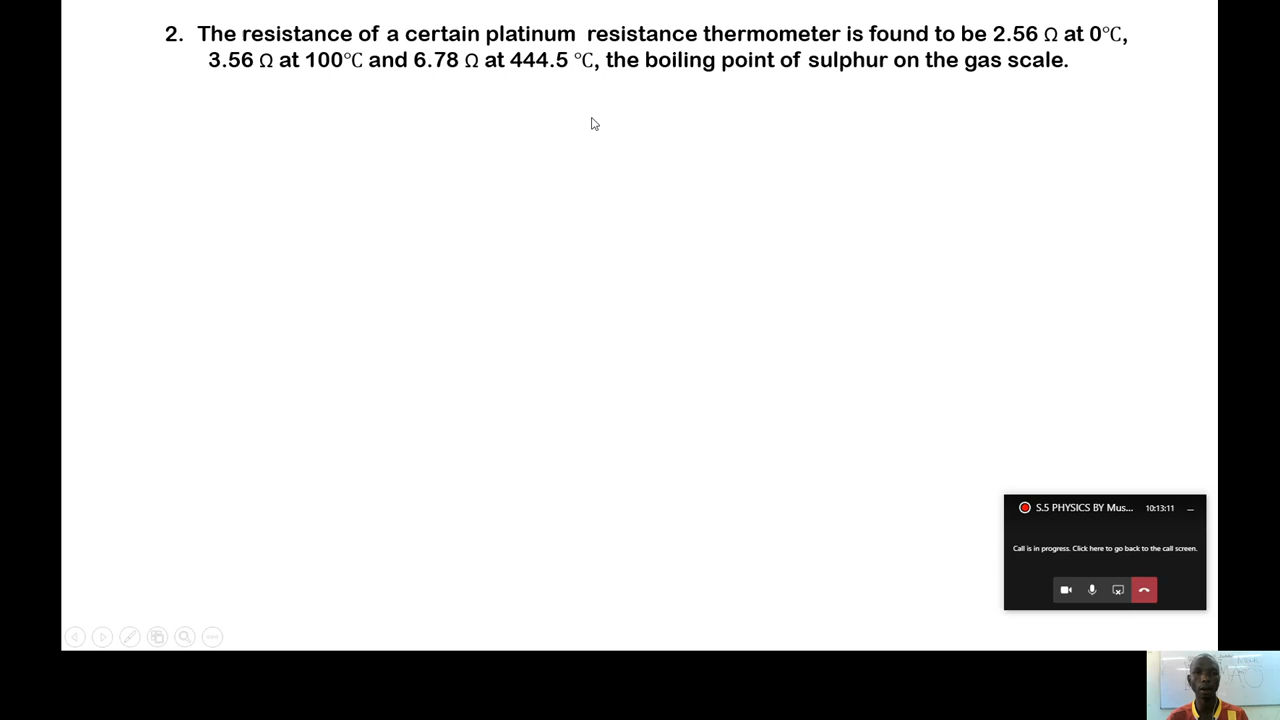 2. The resistance of a certain platinum resistance thermometer is found to be 2.56 Ω at 0℃,
3.56 Ω at 100℃ and 6.78 Ω at 444.5 ℃, the boiling point of sulphur on the gas scale.
S.5 PHYSICS BY Mus... 10:13:11
Call is in progress. Click here to go back to the call screen.